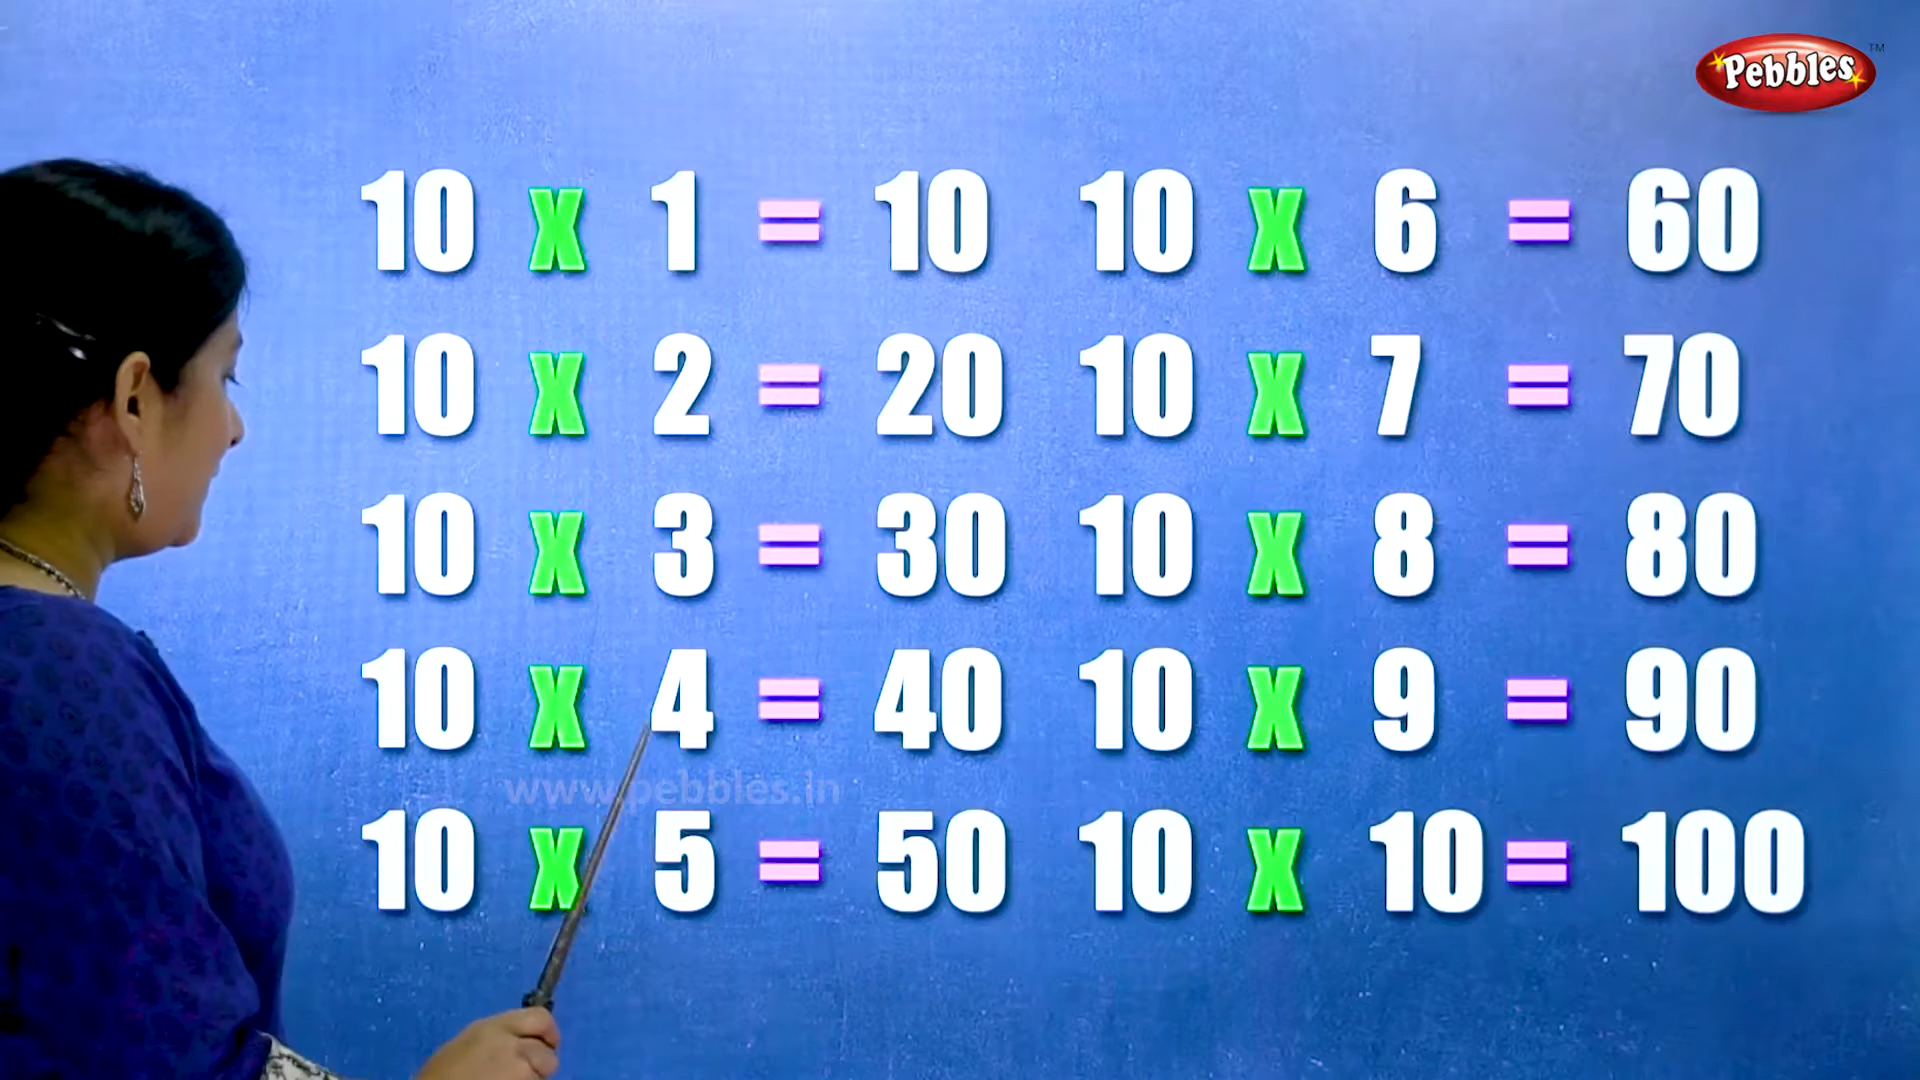 Pebbles™
10 x 1 = 10
10 x 2 = 20
10 x 3 = 30
10 x 4 = 40
10 x 5 = 50
10 x 6 = 60
10 x 7 = 70
10 x 8 = 80
10 x 9 = 90
10 x 10 = 100
www.pebbles.in